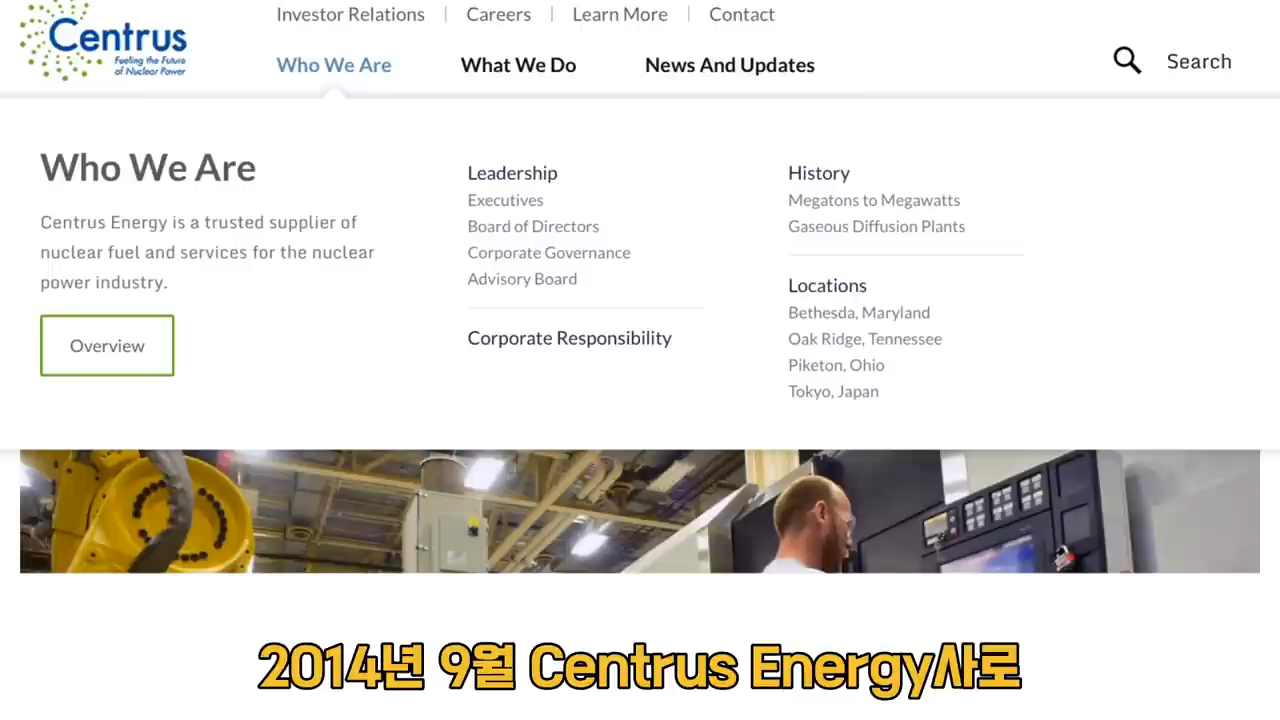 Centrus
Fueling the Future
of Nuclear Power
Investor Relations | Careers | Learn More | Contact
Who We Are What We Do News And Updates
Search
Who We Are
Centrus Energy is a trusted supplier of
nuclear fuel and services for the nuclear
power industry.
Overview
Leadership
Executives
Board of Directors
Corporate Governance
Advisory Board
Corporate Responsibility
History
Megatons to Megawatts
Gaseous Diffusion Plants
Locations
Bethesda, Maryland
Oak Ridge, Tennessee
Piketon, Ohio
Tokyo, Japan
2014년 9월 Centrus Energy사로